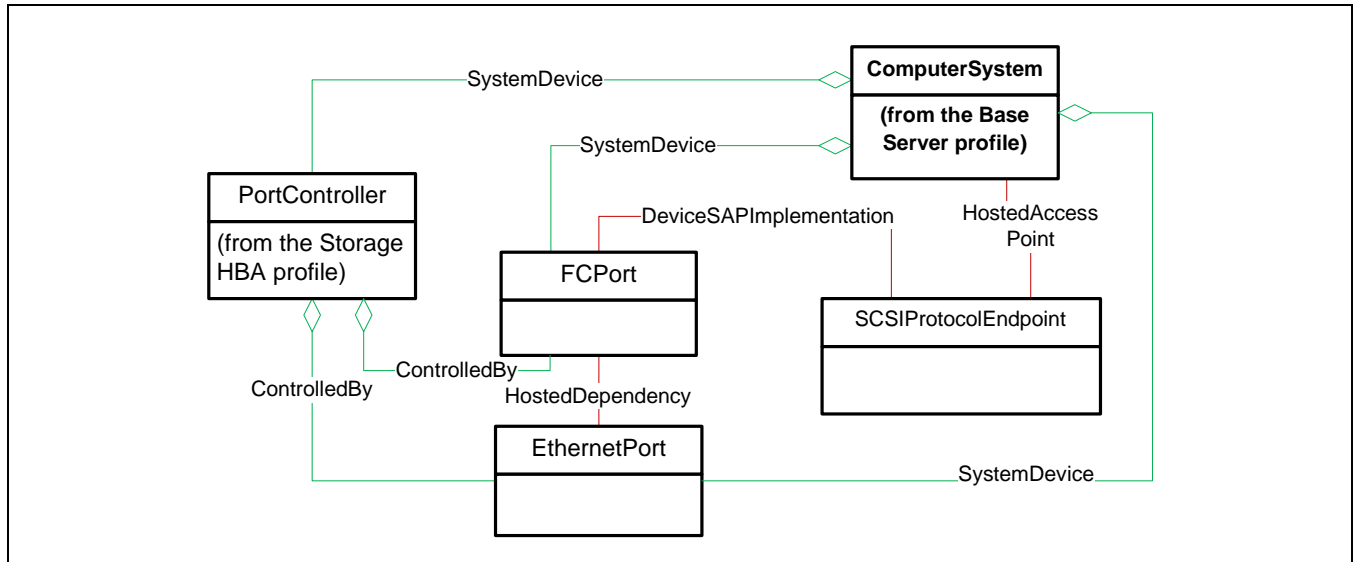 ComputerSystem
(from the Base
Server profile)
SystemDevice
SystemDevice
PortController
(from the Storage
HBA profile)
DeviceSAPImplementation
HostedAccess
Point
FCPort
SCSIProtocolEndpoint
ControlledBy
ControlledBy
HostedDependency
EthernetPort
SystemDevice